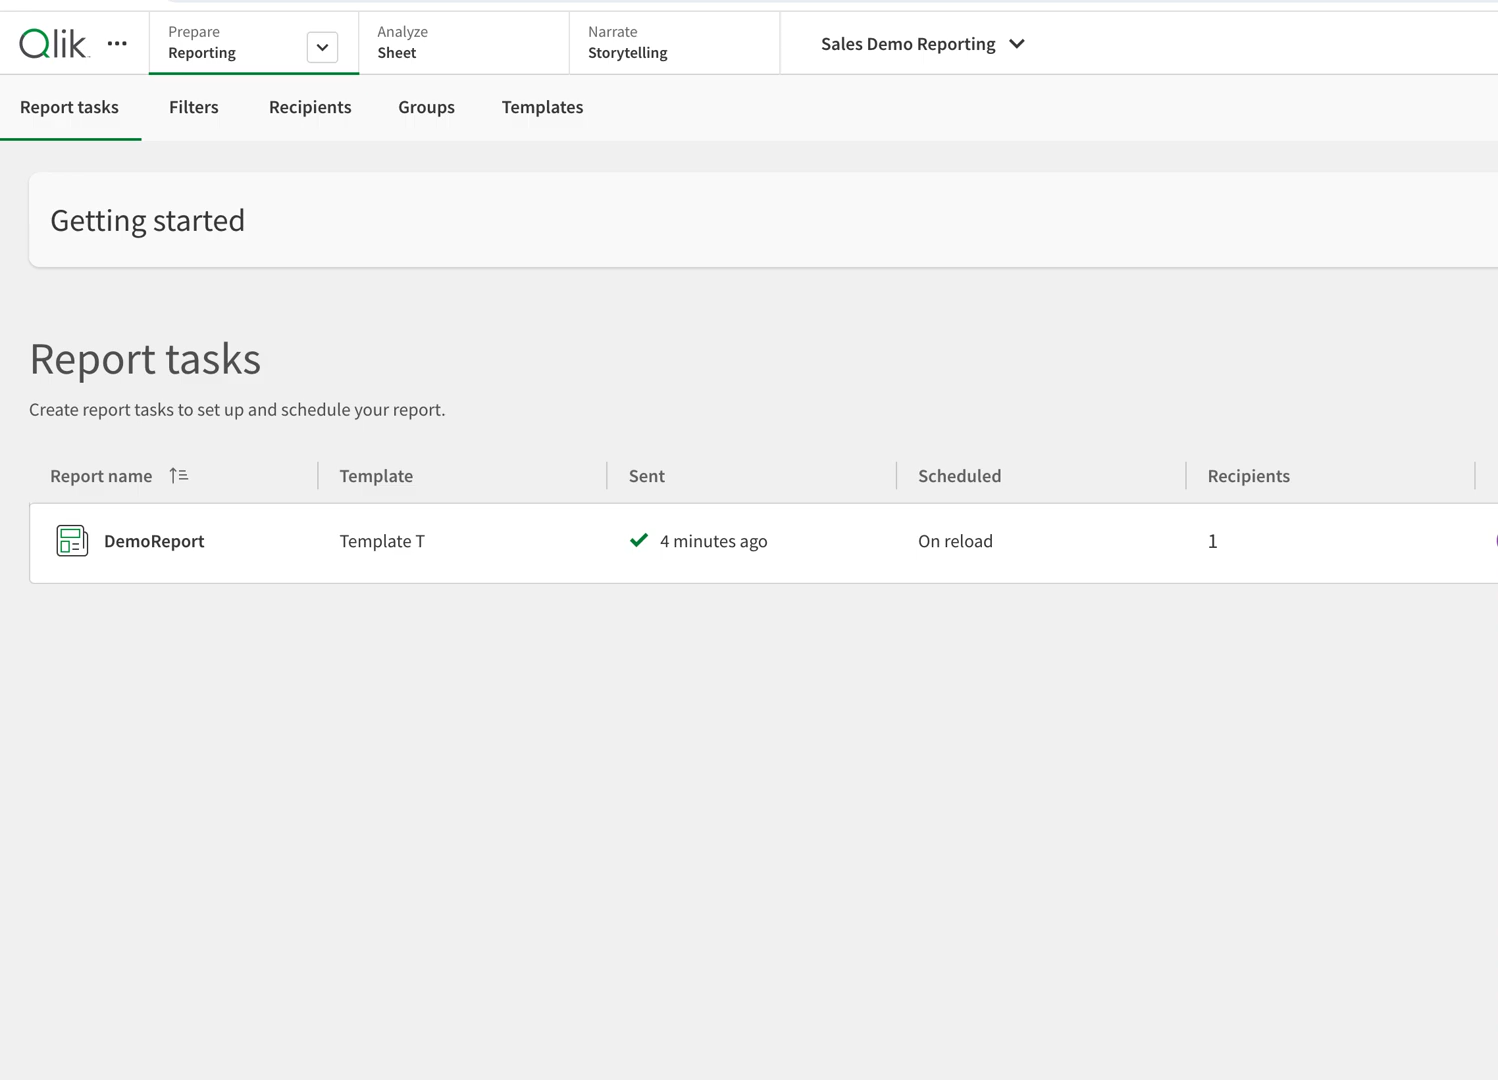 Qlik
Prepare
Reporting
Analyze
Sheet
Narrate
Storytelling
Sales Demo Reporting
Report tasks Filters Recipients Groups Templates
Getting started
Report tasks
Create report tasks to set up and schedule your report.
Report name Template Sent Scheduled Recipients
DemoReport Template T 4 minutes ago On reload 1